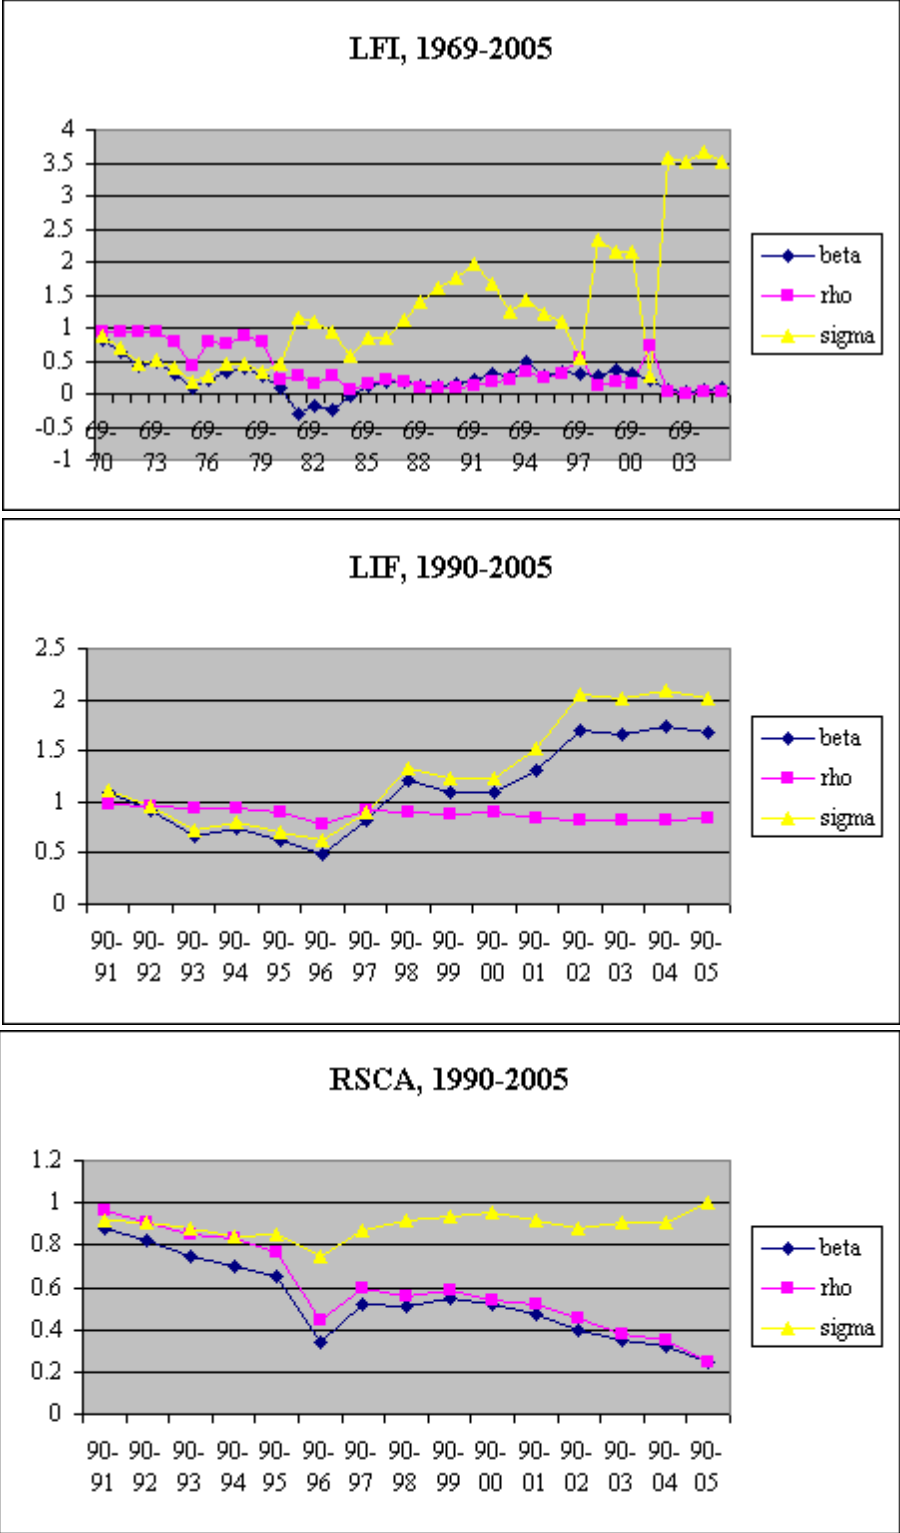 LFI, 1969-2005
4
3.5
3
2.5
2
1.5
1
0.5
0
-0.5
-1
69-70 69-73 69-76 69-79 69-82 69-85 69-88 69-91 69-94 69-97 69-00 69-03
beta
rho
sigma
LIF, 1990-2005
2.5
2
1.5
1
0.5
0
90- 90- 90- 90- 90- 90- 90- 90- 90- 90- 90- 90- 90- 90- 90-
91 92 93 94 95 96 97 98 99 00 01 02 03 04 05
beta
rho
sigma
RSCA, 1990-2005
1.2
1
0.8
0.6
0.4
0.2
0
90- 90- 90- 90- 90- 90- 90- 90- 90- 90- 90- 90- 90- 90- 90-
91 92 93 94 95 96 97 98 99 00 01 02 03 04 05
beta
rho
sigma